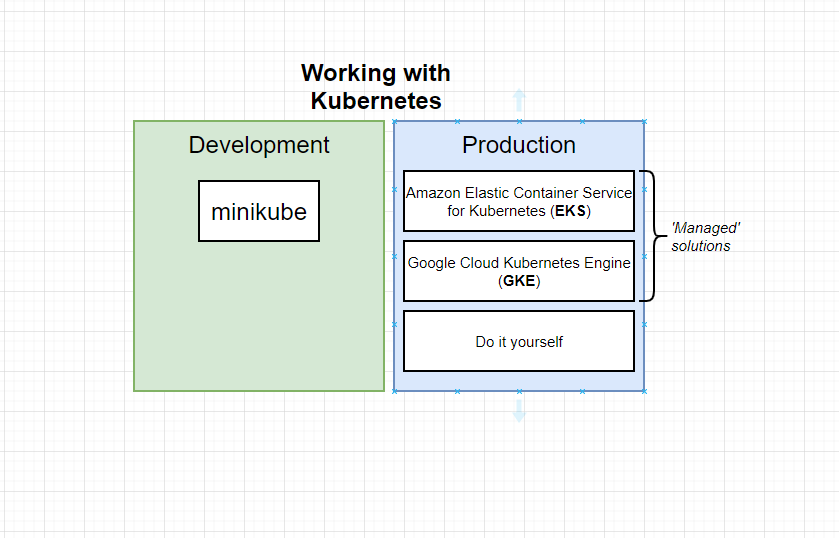 Working with
Kubernetes
Development
minikube
Production
Amazon Elastic Container Service
for Kubernetes (EKS)
Google Cloud Kubernetes Engine
(GKE)
Do it yourself
'Managed'
solutions